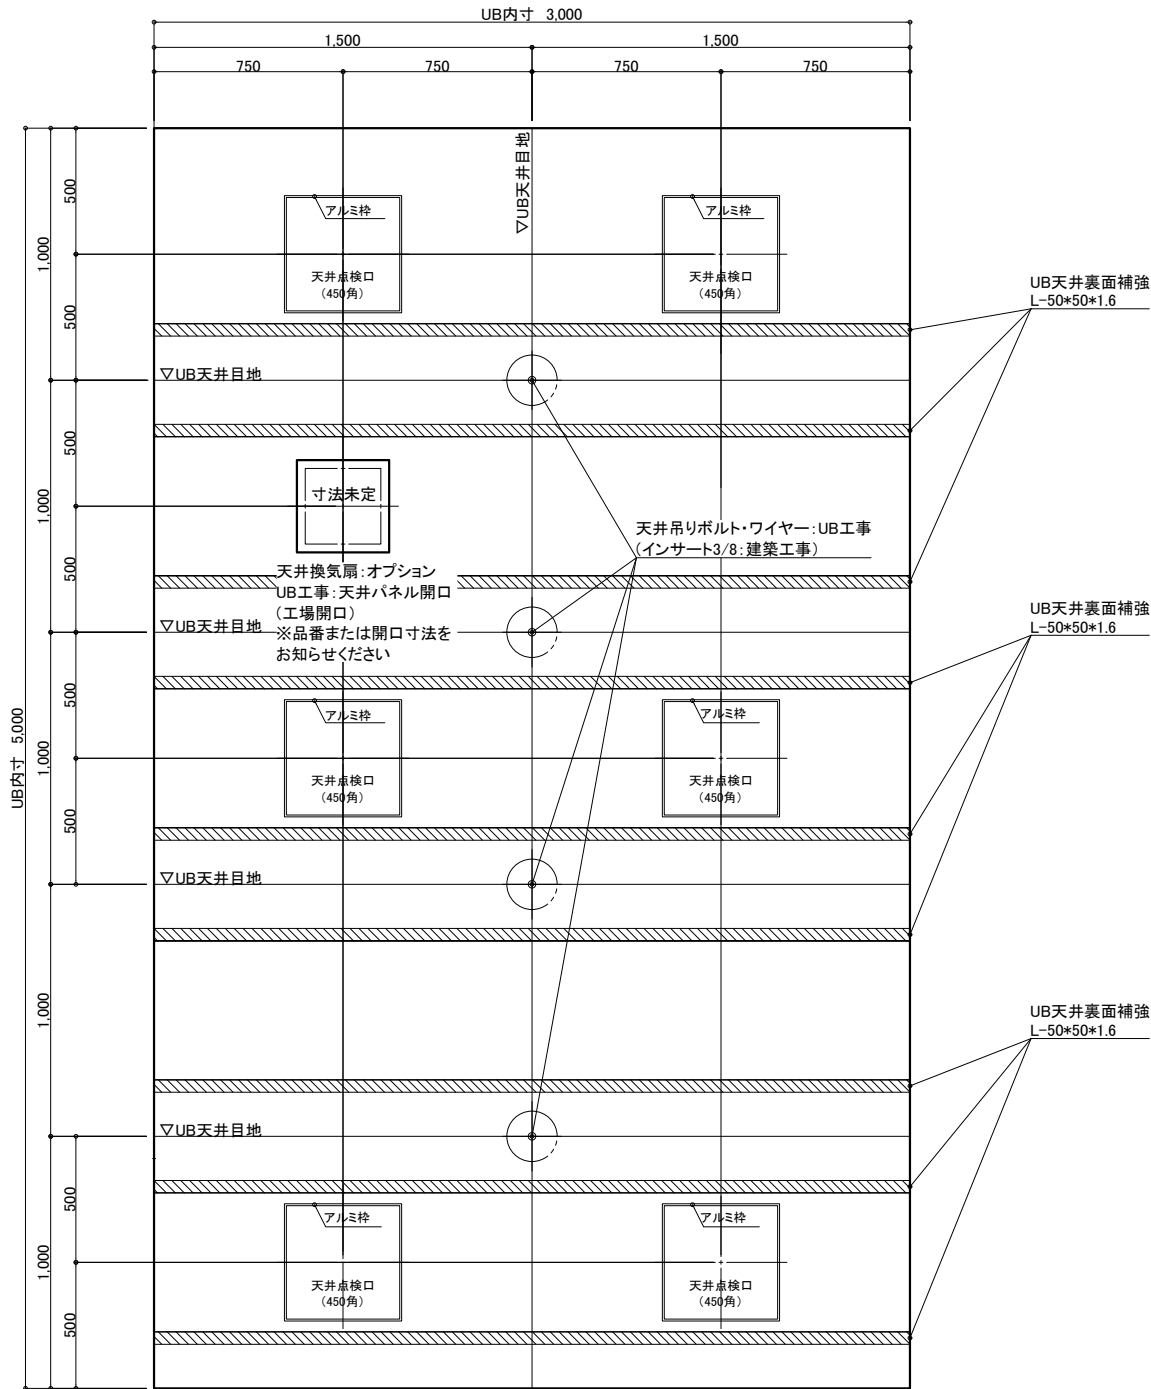 UB内寸 3,000
1,500
1,500
750
750
750
750
UB内寸 5,000
1,000
1,000
1,000
1,000
1,000
500
500
500
500
500
500
500
500
▽UB天井目地
アルミ枠
天井点検口
(450角)
アルミ枠
天井点検口
(450角)
UB天井裏面補強
L-50*50*1.6
▽UB天井目地
寸法未定
天井吊りボルト・ワイヤー:UB工事
(インサート3/8:建築工事)
天井換気扇:オプション
UB工事:天井パネル開口
(工場開口)
※品番または開口寸法を
お知らせください
▽UB天井目地
UB天井裏面補強
L-50*50*1.6
アルミ枠
天井点検口
(450角)
アルミ枠
天井点検口
(450角)
▽UB天井目地
UB天井裏面補強
L-50*50*1.6
▽UB天井目地
アルミ枠
天井点検口
(450角)
アルミ枠
天井点検口
(450角)